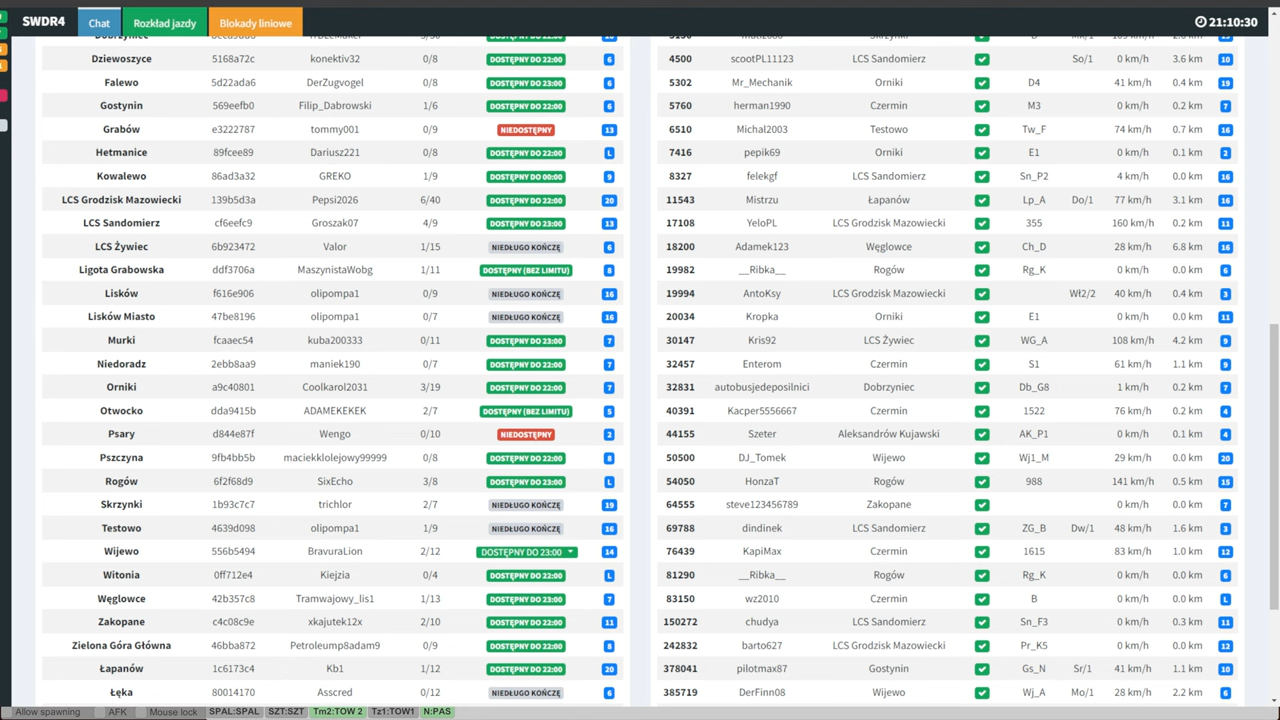 SWDR4 Chat Rozkład jazdy Blokady liniowe 21:10:30
Dziewoszyce 5168a72c konektiv32 0/8 DOSTĘPNY DO 22:00 6
Falewo 5d22ada6 DerZugvogel 0/8 DOSTĘPNY DO 22:00 6
Gostynin 569eefb0 Filip_Dabrowski 1/6 DOSTĘPNY DO 22:00 6
Grabów e3222787 tommy001 0/9 NIEDOSTĘPNY 13
Hetmanice 89fcee89 Dariusz221 0/8 DOSTĘPNY DO 22:00 L
Kowalewo 86ad3a32 GREKO 1/9 DOSTĘPNY DO 00:00 9
LCS Grodzisk Mazowiecki 139b5d3a Pepsi2026 6/40 DOSTĘPNY DO 22:00 20
LCS Sandomierz cf6eefc9 Groszak07 4/9 DOSTĘPNY DO 23:00 13
LCS Żywiec 6b923472 Valor 1/15 NIEDŁUGO KOŃCZĘ 6
Ligota Grabowska ddf3706a MaszynistaWobg 1/11 DOSTĘPNY (BEZ LIMITU) 8
Lisków f616e906 olipompa1 0/9 NIEDŁUGO KOŃCZĘ 16
Lisków Miasto 47be8196 olipompa1 0/7 NIEDŁUGO KOŃCZĘ 16
Murki fcaaec54 kuba200333 0/11 DOSTĘPNY DO 23:00 7
Niedoradz 2ebb8aa9 maniek190 0/7 DOSTĘPNY DO 22:00 7
Orniki a9c40801 Coolkarol2031 3/19 DOSTĘPNY DO 22:00 7
Otwocko dda9415b ADAMEKEKEK 2/7 DOSTĘPNY (BEZ LIMITU) 5
Psary d844e87f Wengo 0/10 NIEDOSTĘPNY 2
Pszczyna 9fb4bb5b maciekklolejowy99999 0/8 DOSTĘPNY DO 22:00 8
Rogów 6f2f68d9 SixEcho 3/8 DOSTĘPNY DO 23:00 L
Skrzynki 1b93c7c7 trichlor 2/7 NIEDŁUGO KOŃCZĘ 19
Testowo 4639d098 olipompa1 1/9 NIEDŁUGO KOŃCZĘ 16
Wijewo 556b5494 BravuraLion 2/12 DOSTĘPNY DO 23:00 14
Witonia 0ff712e4 Kiejzia 0/4 DOSTĘPNY DO 22:00 L
Węglowce 42b357c8 Tramwajowy_lis1 1/13 DOSTĘPNY DO 23:00 7
Zakopane c4c08c9e xkajutek12x 2/10 DOSTĘPNY DO 22:00 11
Zielona Góra Główna 46bba872 Petroleump8adam9 0/9 DOSTĘPNY DO 22:00 8
Łapanów 1c6173c4 Kb1 1/12 DOSTĘPNY DO 22:00 20
Łęka 80014170 Asscred 0/12 NIEDŁUGO KOŃCZĘ 6
4500 scootPL11123 LCS Sandomierz So/1 0 km/h 3.6 km 10
5302 Mr_Mechanik Orniki D4 41 km/h 0.4 km 19
5760 herman1990 Czermin M3 0 km/h 0.2 km 7
6510 Michal2003 Testowo Tw_F 74 km/h 0.7 km 16
7416 pepik69 Orniki E1 0 km/h 0.1 km 2
8327 felekgf LCS Sandomierz Sn_P2 4 km/h 0.0 km 16
11543 Mistrzu Łapanów Lp_A Do/1 77 km/h 3.1 km 16
17108 YeloPL LCS Grodzisk Mazowiecki 355 160 km/h 0.2 km 11
18200 Adamek123 Węglowce Ch_D 28 km/h 6.8 km 16
19982 __Ribka__ Rogów Rg_K 0 km/h 0.0 km 6
19994 AntoKsy LCS Grodzisk Mazowiecki Wł2/2 40 km/h 0.4 km 3
20034 Kropka Orniki E1 0 km/h 0.0 km 11
30147 Kris92 LCS Żywiec WG_A 108 km/h 4.2 km 9
32457 Enterom Czermin S1 61 km/h 1.1 km 9
32831 autobusjedeposilnici Dobrzyniec Db_G8 1 km/h 0.2 km 7
40391 Kacper5556667 Czermin 1522 76 km/h 0.2 km 4
44155 Szeter Aleksandrów Kujawski AK_P1 0 km/h 0.1 km 4
50500 DJ_Tomek Wijewo Wj1_M 29 km/h 0.0 km 20
54050 HonzaT Rogów 988 141 km/h 0.5 km 15
64555 steve123456789 Zakopane 0 km/h 0.0 km 7
69788 dindinek LCS Sandomierz ZG_B Dw/1 48 km/h 1.6 km 3
76439 KapiMax Czermin 1615 83 km/h 1.0 km 12
81290 __Ribka__ Rogów Rg_K 0 km/h 0.0 km 6
83150 wz2010 Czermin B 0 km/h 0.0 km L
150272 chudya LCS Sandomierz Sn_F3 0 km/h 0.3 km 11
242832 barto627 LCS Grodzisk Mazowiecki Pr_K5 0 km/h 0.0 km 12
378041 pilotmax87 Gostynin Gs_N Sr/1 41 km/h 1.1 km 10
385719 DerFinn08 Wijewo Wj_A Mo/1 28 km/h 2.2 km 6
Allow spawning AFK Mouse lock SPAL:SPAL SZT:SZT Tm2:TOW 2 Tz1:TOW1 N:PAS